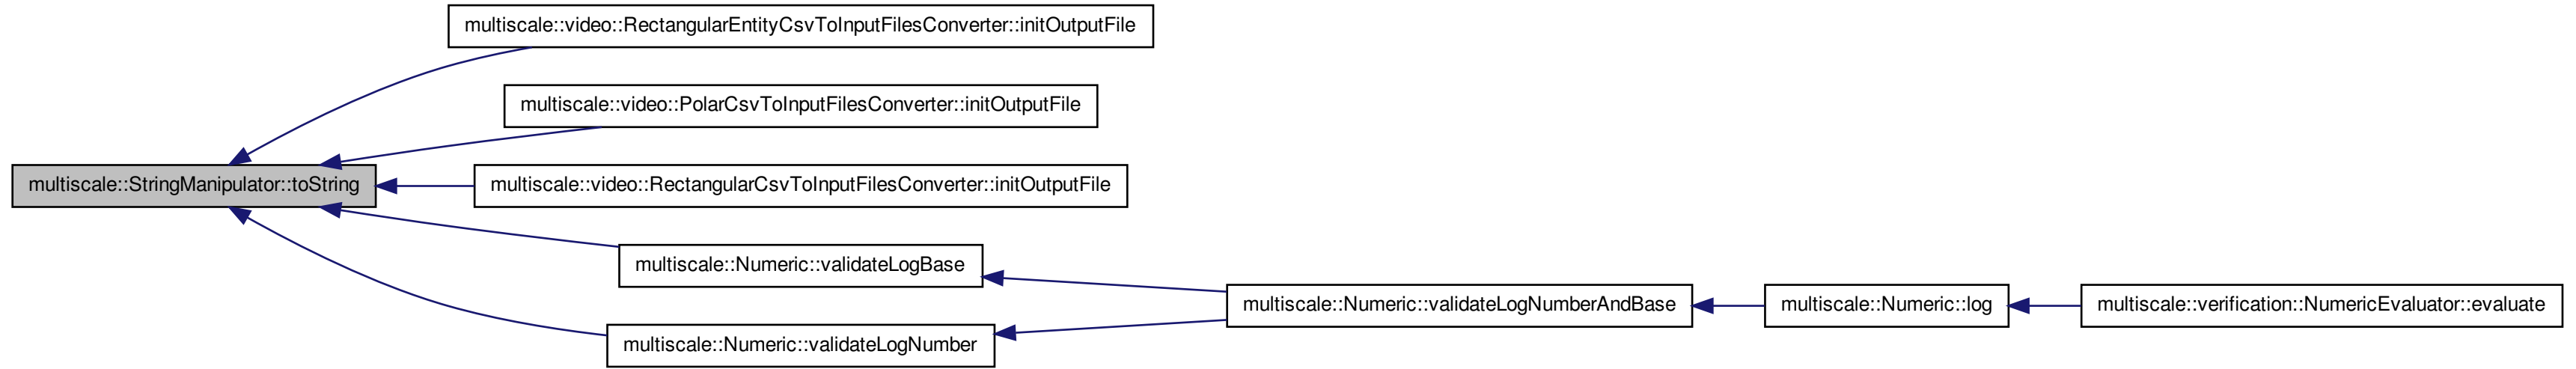 multiscale::video::RectangularEntityCsvToInputFilesConverter::initOutputFile
multiscale::video::PolarCsvToInputFilesConverter::initOutputFile
multiscale::StringManipulator::toString
multiscale::video::RectangularCsvToInputFilesConverter::initOutputFile
multiscale::Numeric::validateLogBase
multiscale::Numeric::validateLogNumberAndBase
multiscale::Numeric::log
multiscale::verification::NumericEvaluator::evaluate
multiscale::Numeric::validateLogNumber